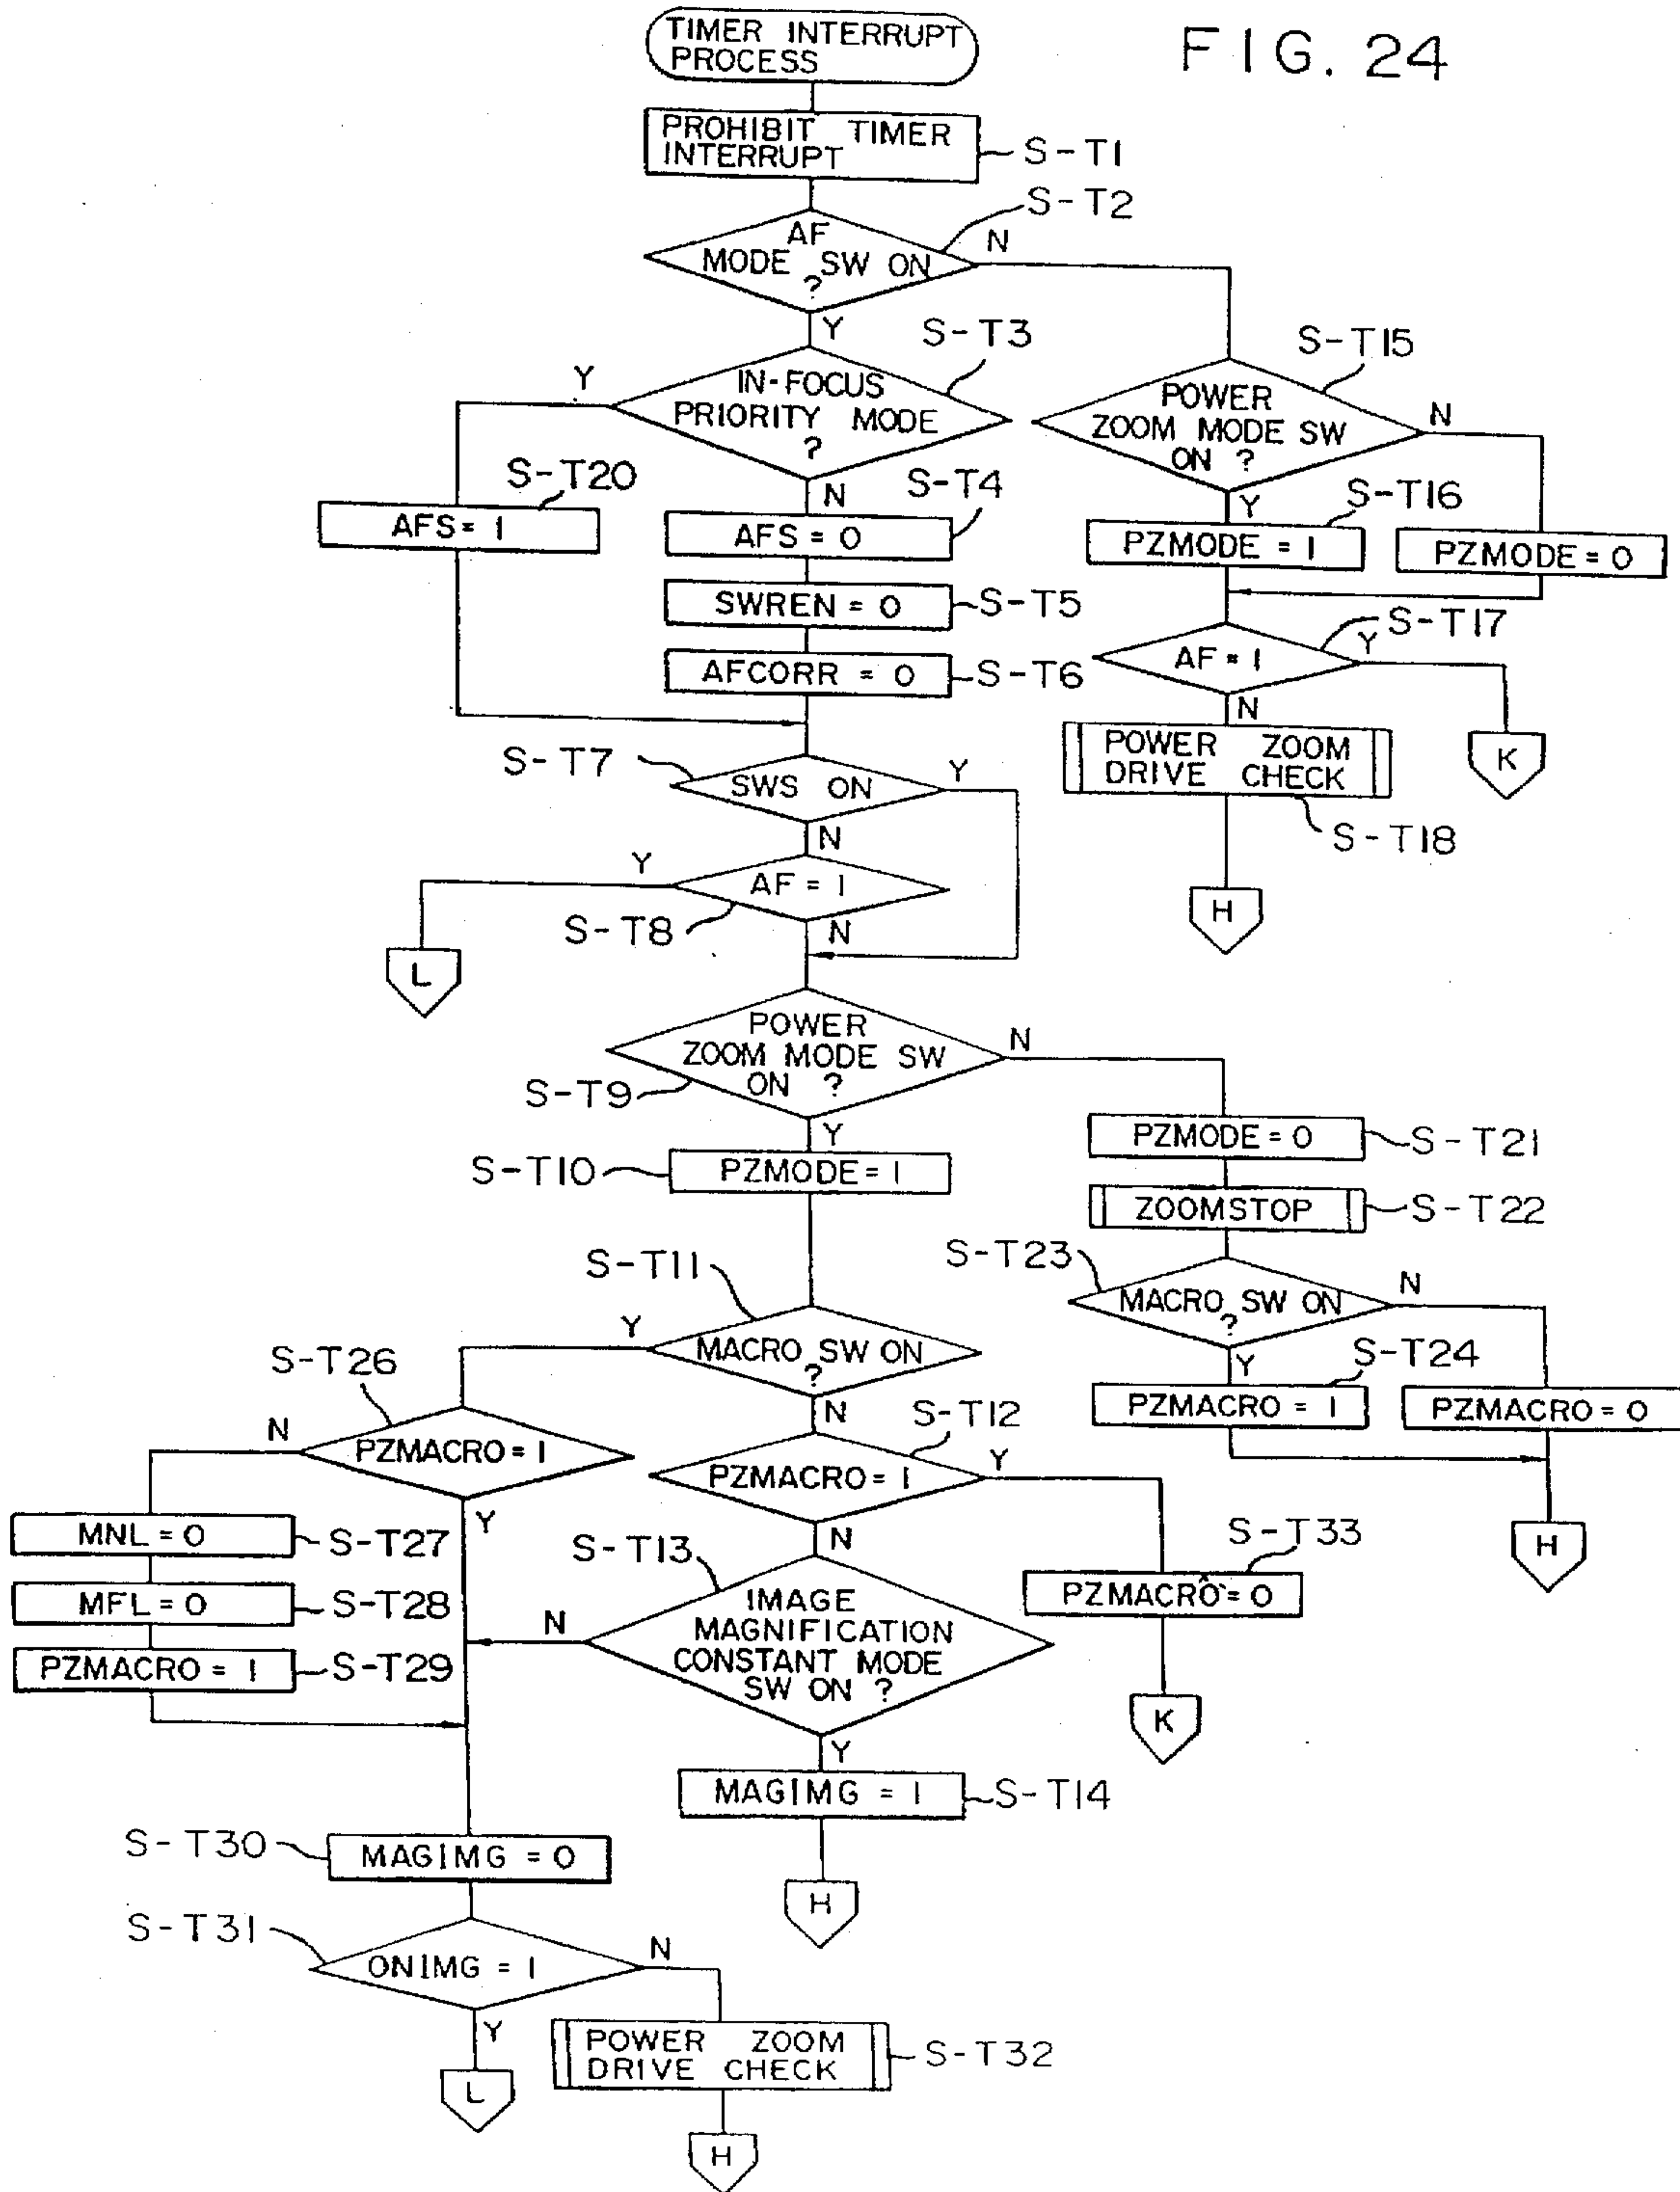 FIG. 24
TIMER INTERRUPT
PROCESS
PROHIBIT TIMER
INTERRUPT
S-T1
S-T2
AF
MODE SW ON
?
N
Y
S-T3
IN-FOCUS
PRIORITY MODE
?
Y
N
S-T15
POWER
ZOOM MODE SW
ON ?
N
Y
S-T20
AFS = 1
S-T4
AFS = 0
S-T16
PZMODE = 1
PZMODE = 0
SWREN = 0
S-T5
S-T17
AF = 1
Y
N
AFCORR = 0
S-T6
POWER ZOOM
DRIVE CHECK
K
S-T18
H
S-T7
SWS ON
Y
N
AF = 1
Y
S-T8
N
L
POWER
ZOOM MODE SW
ON ?
N
S-T9
Y
S-T10
PZMODE = 1
PZMODE = 0
S-T21
ZOOMSTOP
S-T22
S-T23
MACRO SW ON
?
N
Y
S-T24
PZMACRO = 1
PZMACRO = 0
H
S-T11
MACRO SW ON
?
Y
N
S-T26
PZMACRO = 1
N
Y
S-T12
PZMACRO = 1
Y
N
MNL = 0
S-T27
MFL = 0
S-T28
PZMACRO = 1
S-T29
S-T13
IMAGE
MAGNIFICATION
CONSTANT MODE
SW ON ?
N
Y
S-T33
PZMACRO = 0
K
MAGIMG = 1
S-T14
H
S-T30
MAGIMG = 0
S-T31
ONIMG = 1
N
Y
L
POWER ZOOM
DRIVE CHECK
S-T32
H